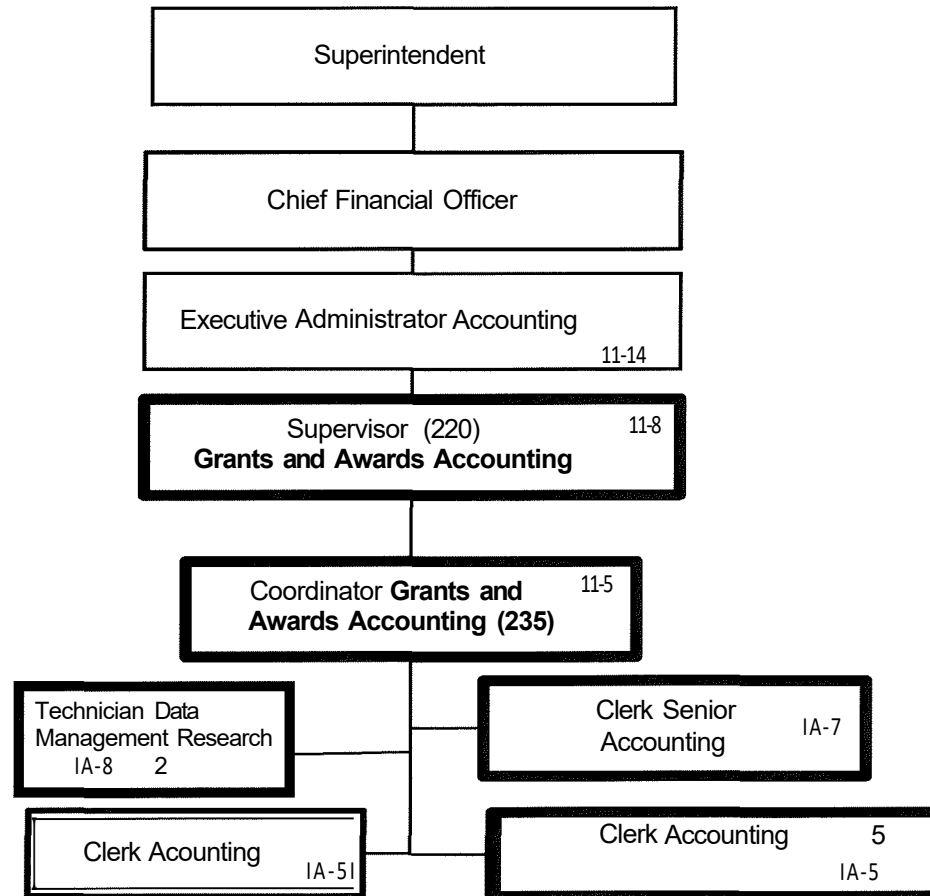 Superintendent
Chief Financial Officer
Executive Administrator Accounting
11-14
Supervisor (220) 11-8
Grants and Awards Accounting
Coordinator Grants and 11-5
Awards Accounting (235)
Technician Data
Management Research
IA-8 2
Clerk Senior
Accounting IA-7
Clerk Acounting
IA-5I
Clerk Accounting 5
IA-5